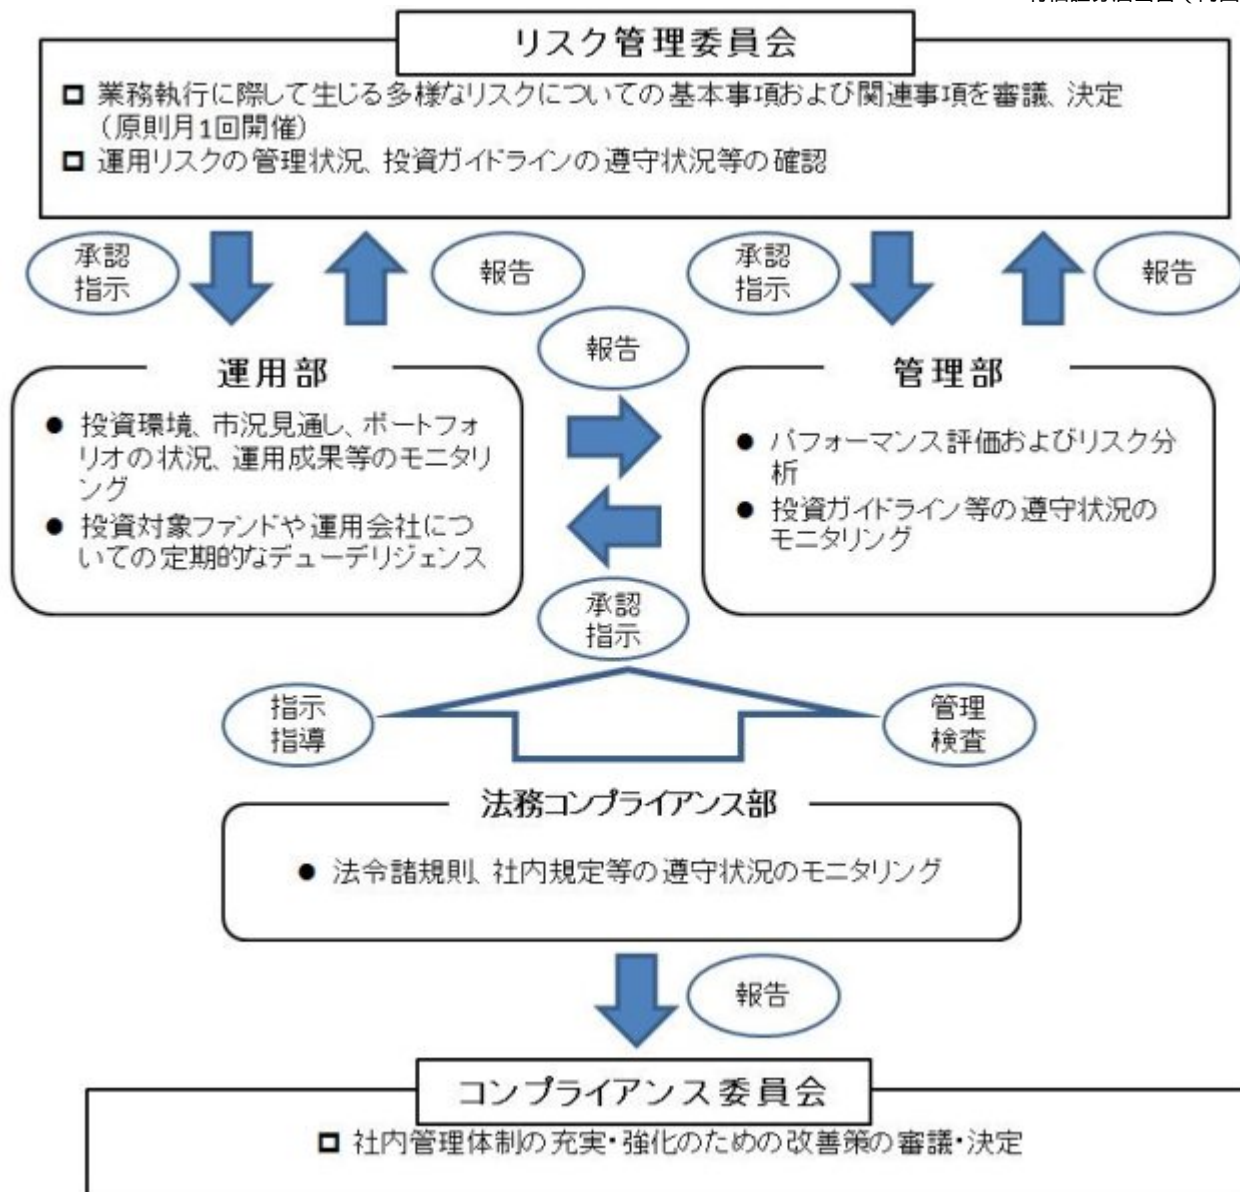 リスク管理委員会
業務執行に際して生じる多様なリスクについての基本事項および関連事項を審議、決定
（原則月1回開催）
運用リスクの管理状況、投資ガイドラインの遵守状況等の確認
承認
指示
報告
承認
指示
報告
報告
運用部
投資環境、市況見通し、ポートフォ
リオの状況、運用成果等のモニタリ
ング
投資対象ファンドや運用会社につ
いての定期的なデューデリジェンス
管理部
パフォーマンス評価およびリスク分
析
投資ガイドライン等の遵守状況の
モニタリング
承認
指示
指示
指導
管理
検査
法務コンプライアンス部
法令諸規則、社内規定等の遵守状況のモニタリング
報告
コンプライアンス委員会
社内管理体制の充実・強化のための改善策の審議・決定